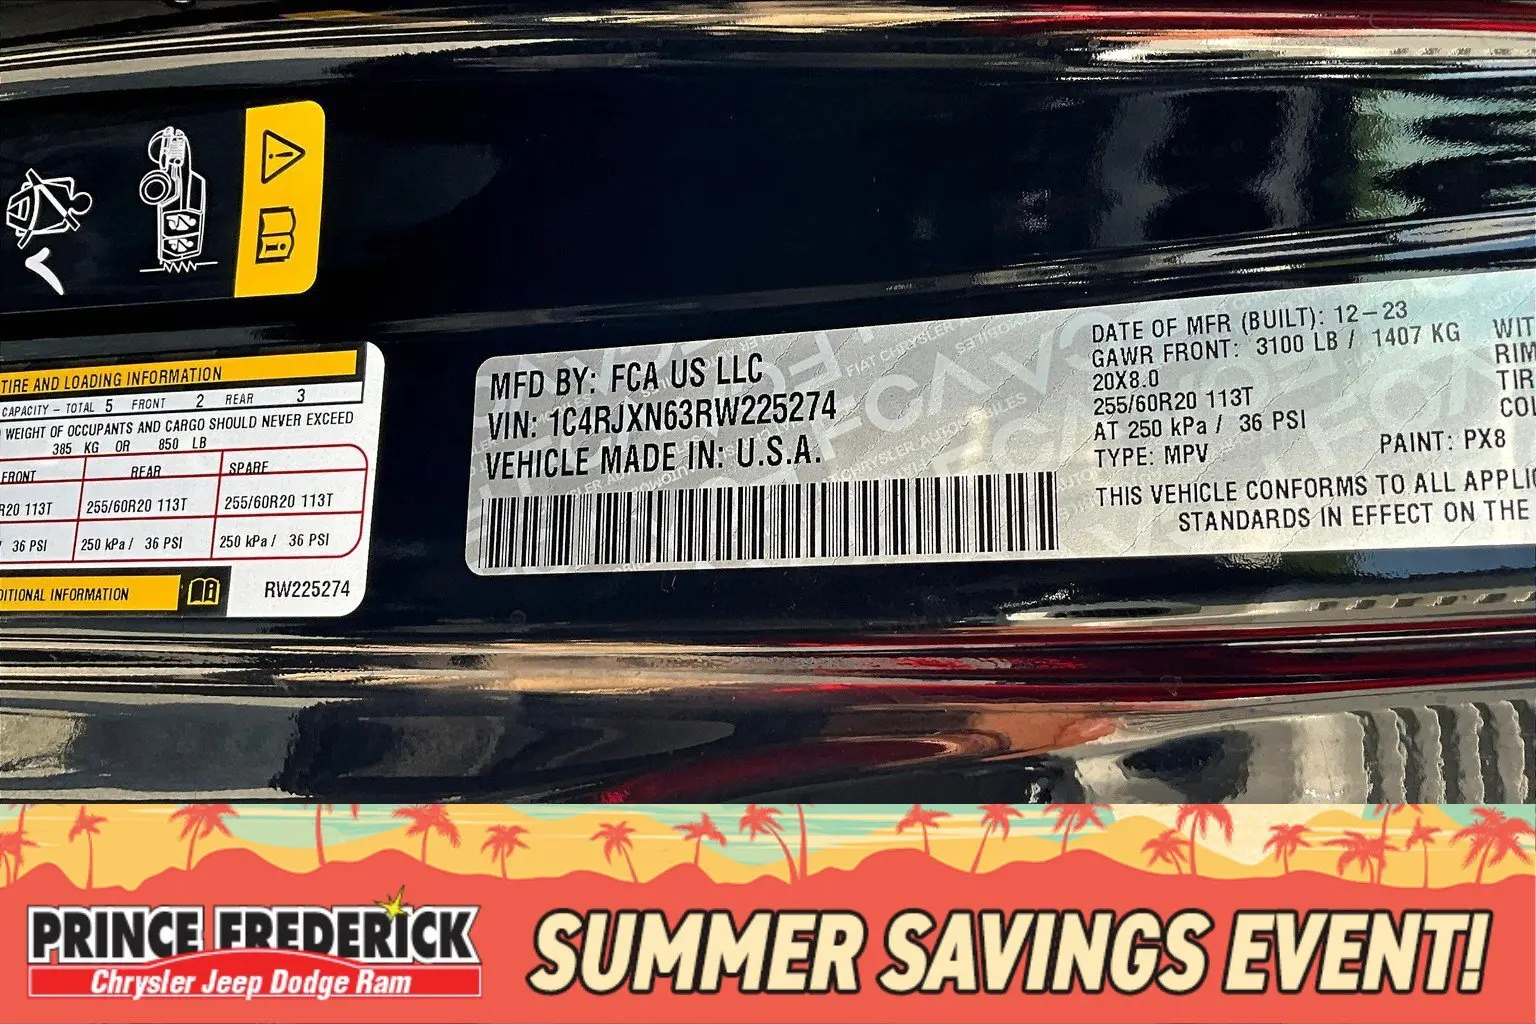 TIRE AND LOADING INFORMATION
CAPACITY - TOTAL 5 FRONT 2 REAR 3
WEIGHT OF OCCUPANTS AND CARGO SHOULD NEVER EXCEED
385 KG OR 850 LB
FRONT REAR SPARE
R20 113T 255/60R20 113T 255/60R20 113T
/ 36 PSI 250 kPa / 36 PSI 250 kPa / 36 PSI
INFORMATION
RW225274
MFD BY: FCA US LLC
VIN: 1C4RJXN63RW225274
VEHICLE MADE IN: U.S.A.
DATE OF MFR (BUILT): 12-23
GAWR FRONT: 3100 LB / 1407 KG
20X8.0
255/60R20 113T
AT 250 kPa / 36 PSI
TYPE: MPV PAINT: PX8
THIS VEHICLE CONFORMS TO ALL
STANDARDS IN EFFECT ON THE
PRINCE FREDERICK
Chrysler Jeep Dodge Ram
SUMMER SAVINGS EVENT!